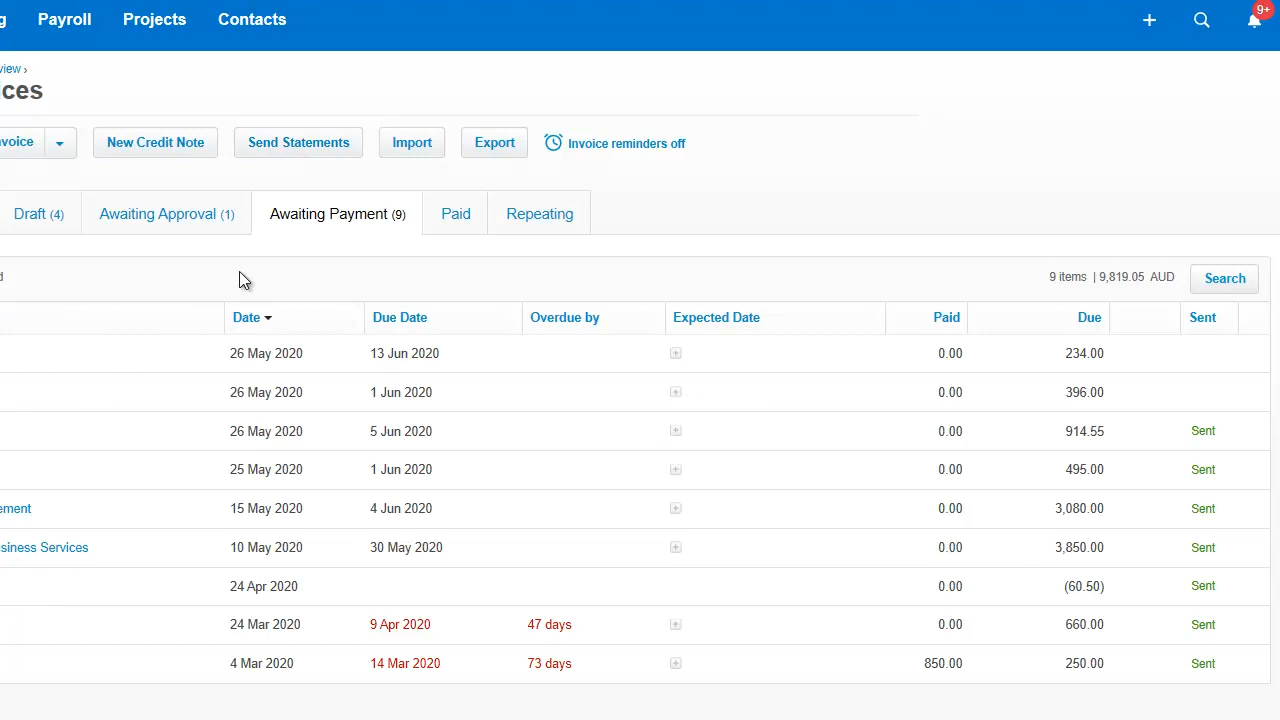 g Payroll Projects Contacts 9+
view ›
ices
nvoice New Credit Note Send Statements Import Export Invoice reminders off
Draft (4) Awaiting Approval (1) Awaiting Payment (9) Paid Repeating
d 9 items | 9,819.05 AUD Search
Date Due Date Overdue by Expected Date Paid Due Sent
26 May 2020 13 Jun 2020 0.00 234.00
26 May 2020 1 Jun 2020 0.00 396.00
26 May 2020 5 Jun 2020 0.00 914.55 Sent
25 May 2020 1 Jun 2020 0.00 495.00 Sent
ement 15 May 2020 4 Jun 2020 0.00 3,080.00 Sent
siness Services 10 May 2020 30 May 2020 0.00 3,850.00 Sent
24 Apr 2020 0.00 (60.50) Sent
24 Mar 2020 9 Apr 2020 47 days 0.00 660.00 Sent
4 Mar 2020 14 Mar 2020 73 days 850.00 250.00 Sent